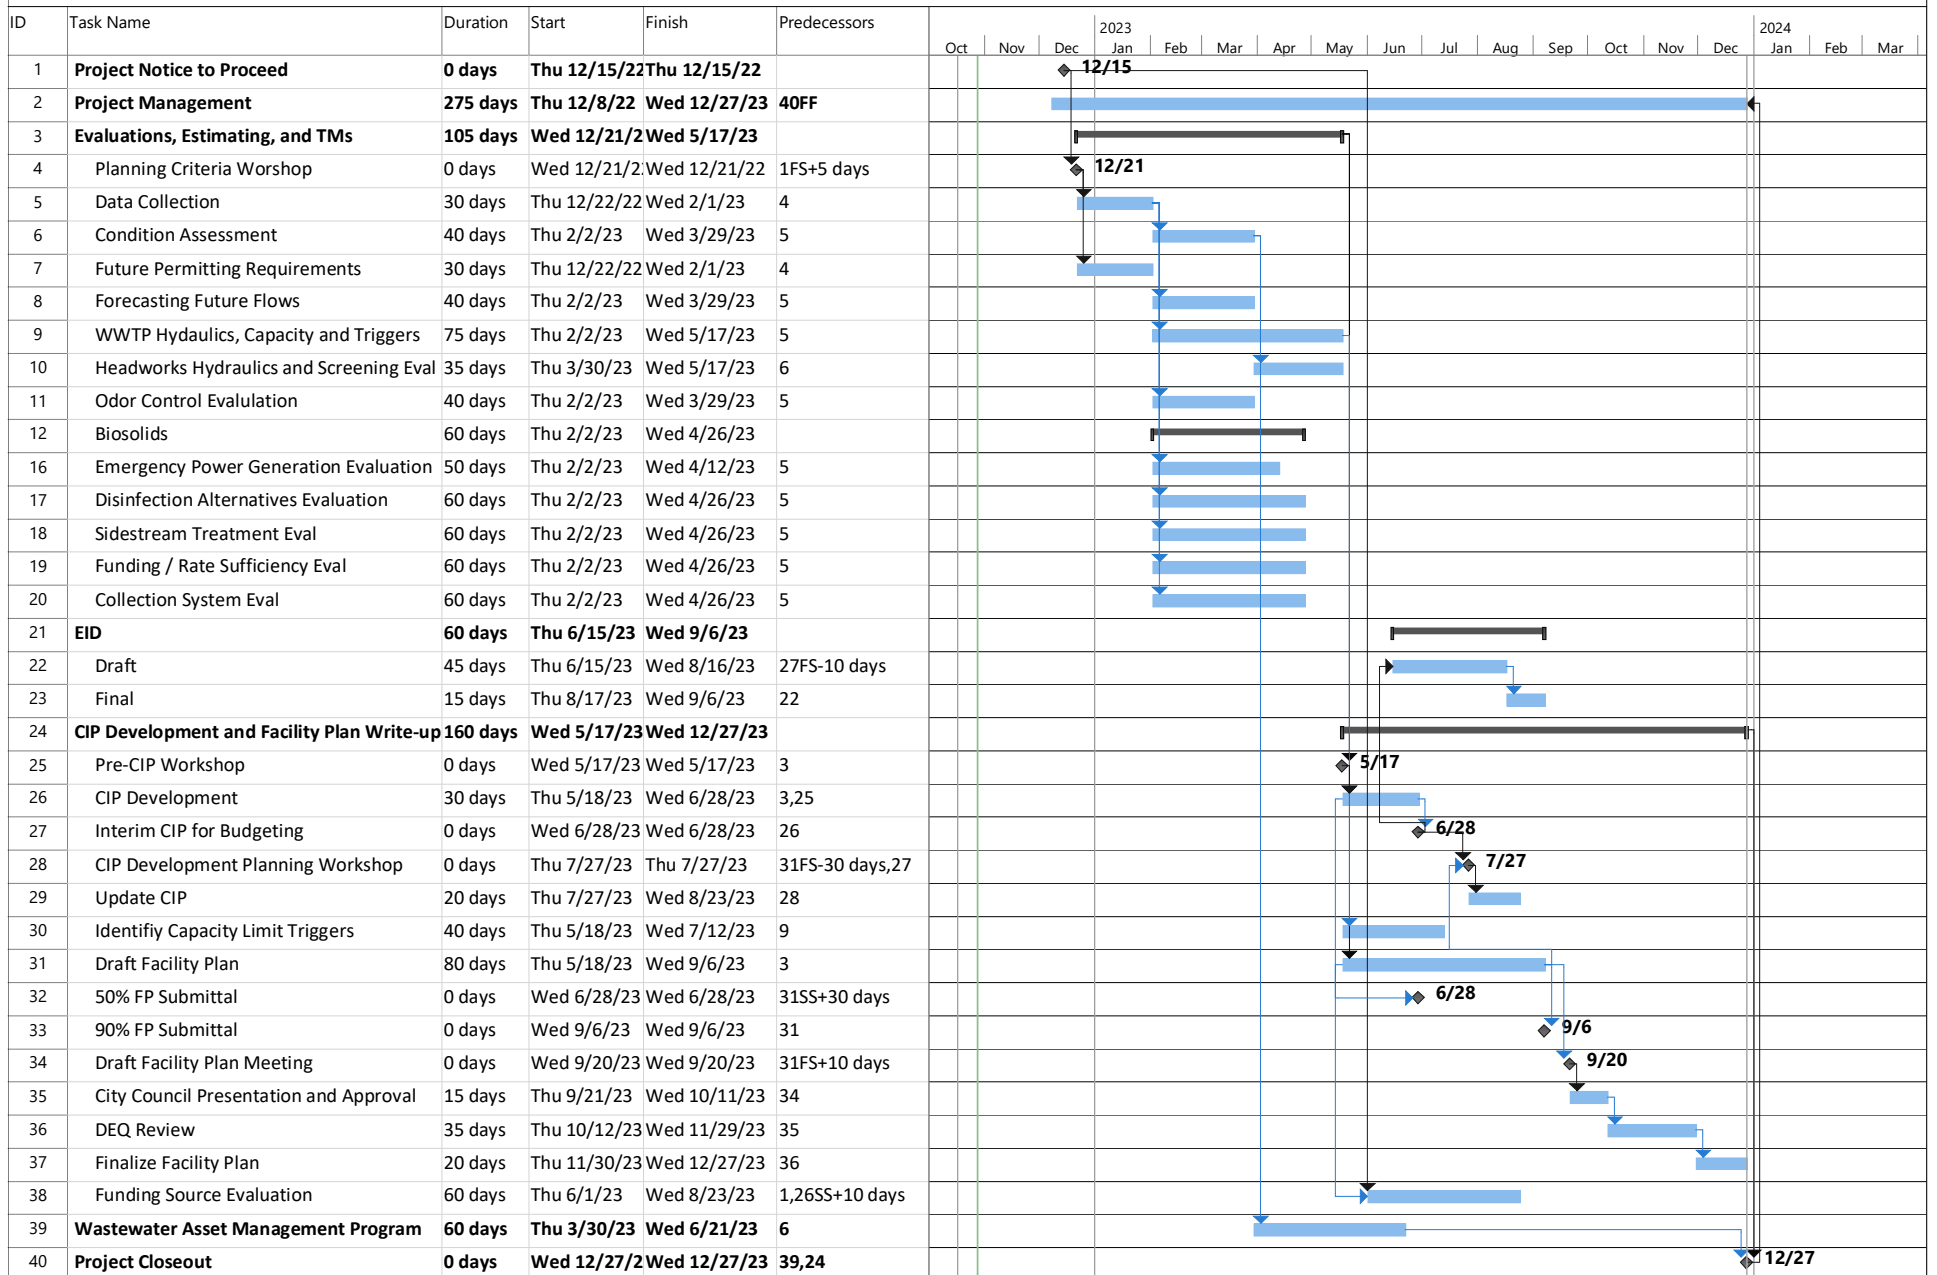 ID Task Name Duration Start Finish Predecessors
2023 2024
Oct Nov Dec Jan Feb Mar Apr May Jun Jul Aug Sep Oct Nov Dec Jan Feb Mar
1 Project Notice to Proceed 0 days Thu 12/15/22 Thu 12/15/22 12/15
2 Project Management 275 days Thu 12/8/22 Wed 12/27/23 40FF
3 Evaluations, Estimating, and TMs 105 days Wed 12/21/2 Wed 5/17/23
4 Planning Criteria Worshop 0 days Wed 12/21/2 Wed 12/21/22 1FS+5 days 12/21
5 Data Collection 30 days Thu 12/22/22 Wed 2/1/23 4
6 Condition Assessment 40 days Thu 2/2/23 Wed 3/29/23 5
7 Future Permitting Requirements 30 days Thu 12/22/22 Wed 2/1/23 4
8 Forecasting Future Flows 40 days Thu 2/2/23 Wed 3/29/23 5
9 WWTP Hydaulics, Capacity and Triggers 75 days Thu 2/2/23 Wed 5/17/23 5
10 Headworks Hydraulics and Screening Eval 35 days Thu 3/30/23 Wed 5/17/23 6
11 Odor Control Evalulation 40 days Thu 2/2/23 Wed 3/29/23 5
12 Biosolids 60 days Thu 2/2/23 Wed 4/26/23
16 Emergency Power Generation Evaluation 50 days Thu 2/2/23 Wed 4/12/23 5
17 Disinfection Alternatives Evaluation 60 days Thu 2/2/23 Wed 4/26/23 5
18 Sidestream Treatment Eval 60 days Thu 2/2/23 Wed 4/26/23 5
19 Funding / Rate Sufficiency Eval 60 days Thu 2/2/23 Wed 4/26/23 5
20 Collection System Eval 60 days Thu 2/2/23 Wed 4/26/23 5
21 EID 60 days Thu 6/15/23 Wed 9/6/23
22 Draft 45 days Thu 6/15/23 Wed 8/16/23 27FS-10 days
23 Final 15 days Thu 8/17/23 Wed 9/6/23 22
24 CIP Development and Facility Plan Write-up 160 days Wed 5/17/23 Wed 12/27/23
25 Pre-CIP Workshop 0 days Wed 5/17/23 Wed 5/17/23 3 5/17
26 CIP Development 30 days Thu 5/18/23 Wed 6/28/23 3,25
27 Interim CIP for Budgeting 0 days Wed 6/28/23 Wed 6/28/23 26 6/28
28 CIP Development Planning Workshop 0 days Thu 7/27/23 Thu 7/27/23 31FS-30 days,27 7/27
29 Update CIP 20 days Thu 7/27/23 Wed 8/23/23 28
30 Identifiy Capacity Limit Triggers 40 days Thu 5/18/23 Wed 7/12/23 9
31 Draft Facility Plan 80 days Thu 5/18/23 Wed 9/6/23 3
32 50% FP Submittal 0 days Wed 6/28/23 Wed 6/28/23 31SS+30 days 6/28
33 90% FP Submittal 0 days Wed 9/6/23 Wed 9/6/23 31 9/6
34 Draft Facility Plan Meeting 0 days Wed 9/20/23 Wed 9/20/23 31FS+10 days 9/20
35 City Council Presentation and Approval 15 days Thu 9/21/23 Wed 10/11/23 34
36 DEQ Review 35 days Thu 10/12/23 Wed 11/29/23 35
37 Finalize Facility Plan 20 days Thu 11/30/23 Wed 12/27/23 36
38 Funding Source Evaluation 60 days Thu 6/1/23 Wed 8/23/23 1,26SS+10 days
39 Wastewater Asset Management Program 60 days Thu 3/30/23 Wed 6/21/23 6
40 Project Closeout 0 days Wed 12/27/2 Wed 12/27/23 39,24 12/27